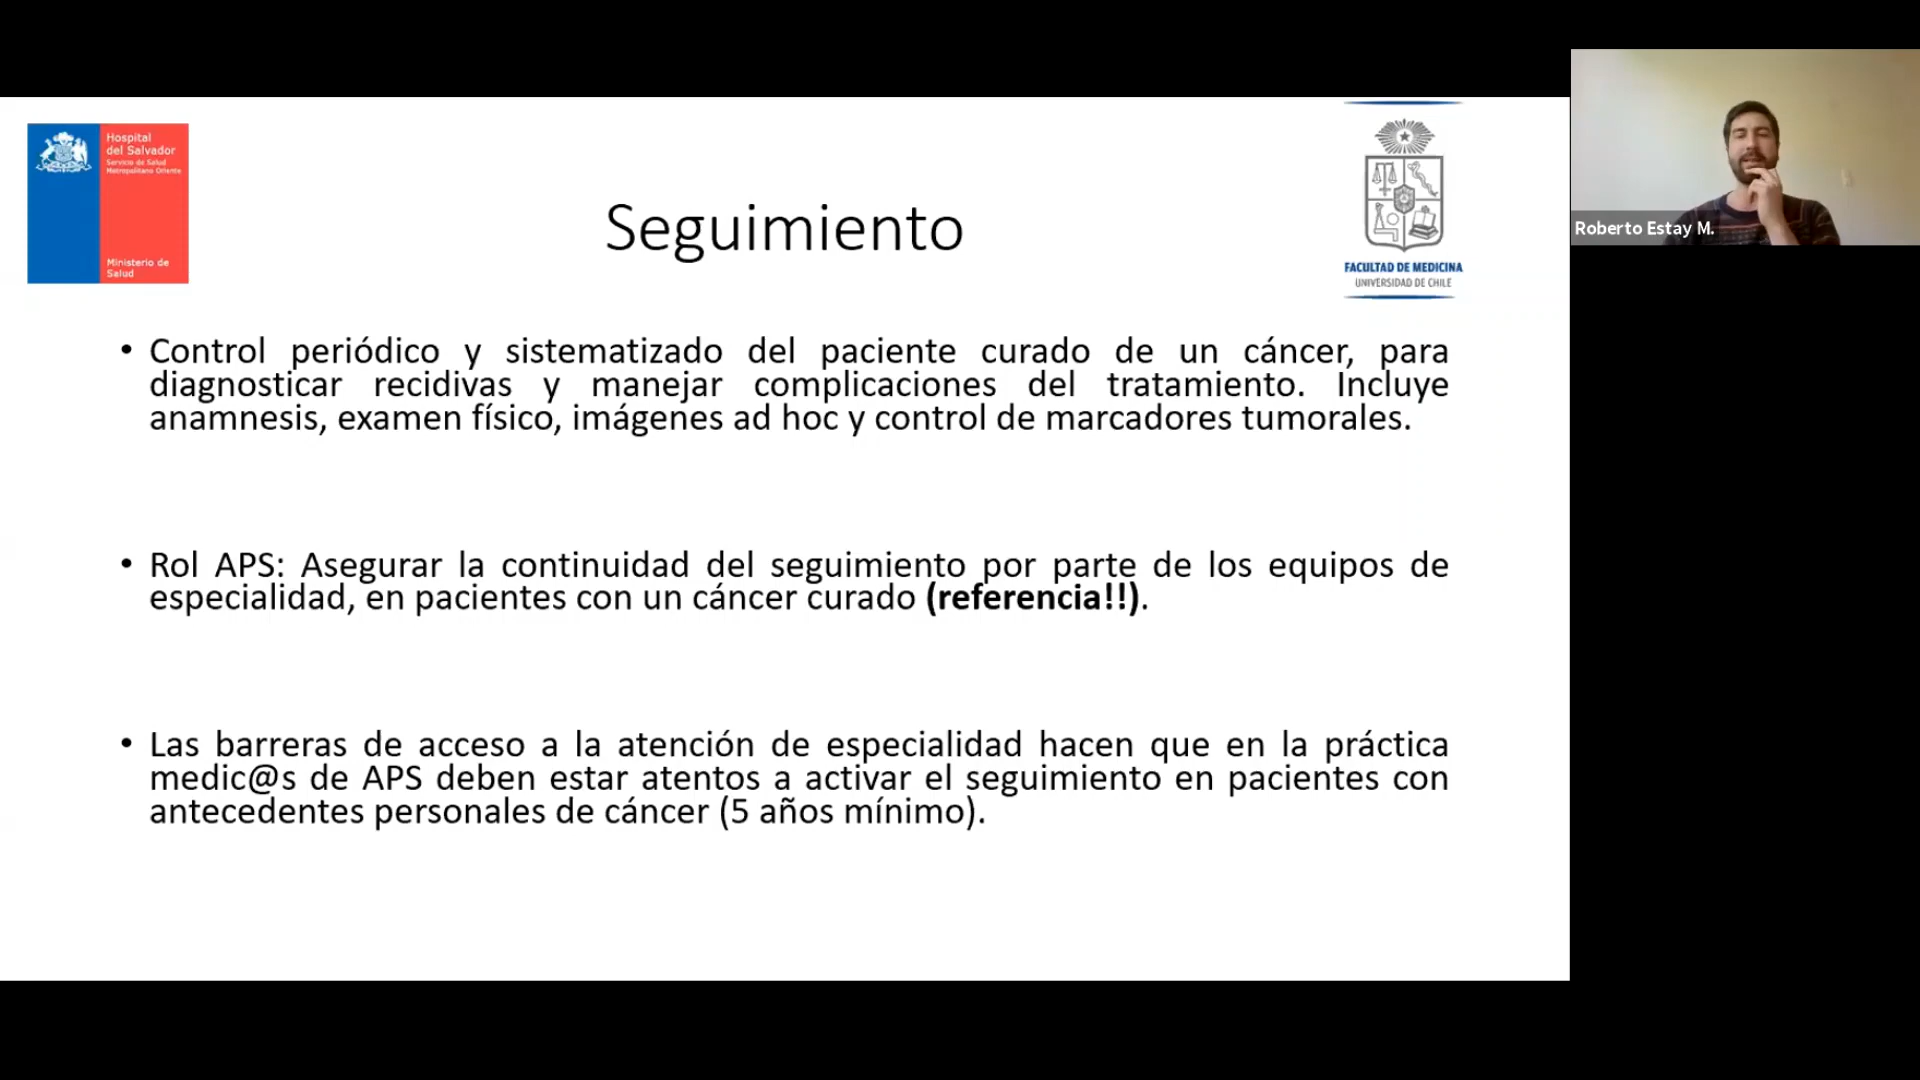 Hospital
del Salvador
Servicio de Salud
Metropolitano Oriente
Ministerio de
Salud
Seguimiento
FACULTAD DE MEDICINA
UNIVERSIDAD DE CHILE
Roberto Estay M.
• Control periódico y sistematizado del paciente curado de un cáncer, para
diagnosticar recidivas y manejar complicaciones del tratamiento. Incluye
anamnesis, examen físico, imágenes ad hoc y control de marcadores tumorales.
• Rol APS: Asegurar la continuidad del seguimiento por parte de los equipos de
especialidad, en pacientes con un cáncer curado (referencia!!).
• Las barreras de acceso a la atención de especialidad hacen que en la práctica
medic@s de APS deben estar atentos a activar el seguimiento en pacientes con
antecedentes personales de cáncer (5 años mínimo).